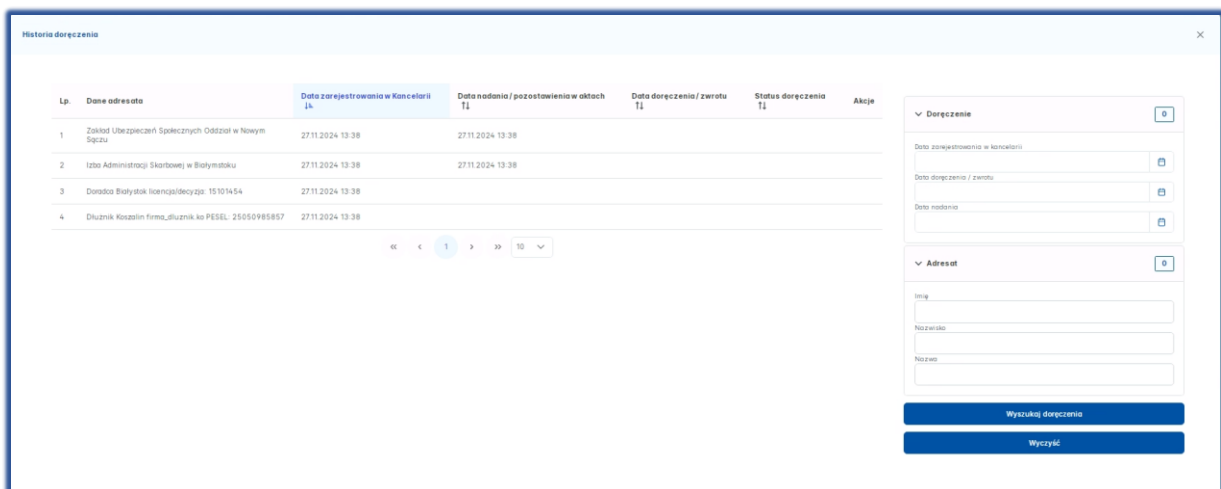 Historia doręczenia
Lp. Dane adresata Data zarejestrowania w Kancelarii Data nadania / pozostawienia w aktach Data doręczenia / zwrotu Status doręczenia Akcje
1 Zakład Ubezpieczeń Społecznych Oddział w Nowym
Sączu 27.11.2024 13:38 27.11.2024 13:38
2 Izba Administracji Skarbowej w Białymstoku 27.11.2024 13:38 27.11.2024 13:38
3 Doradca Białystok licencja/decyzja: 15101454 27.11.2024 13:38
4 Dłużnik Koszalin firma_dluznik.ko PESEL: 25050985857 27.11.2024 13:38
« ‹ 1 › » 10
Doręczenie 0
Data zarejestrowania w kancelarii
Data doręczenia / zwrotu
Data nadania
Adresat 0
Imię
Nazwisko
Nazwa
Wyszukaj doręczenia
Wyczyść